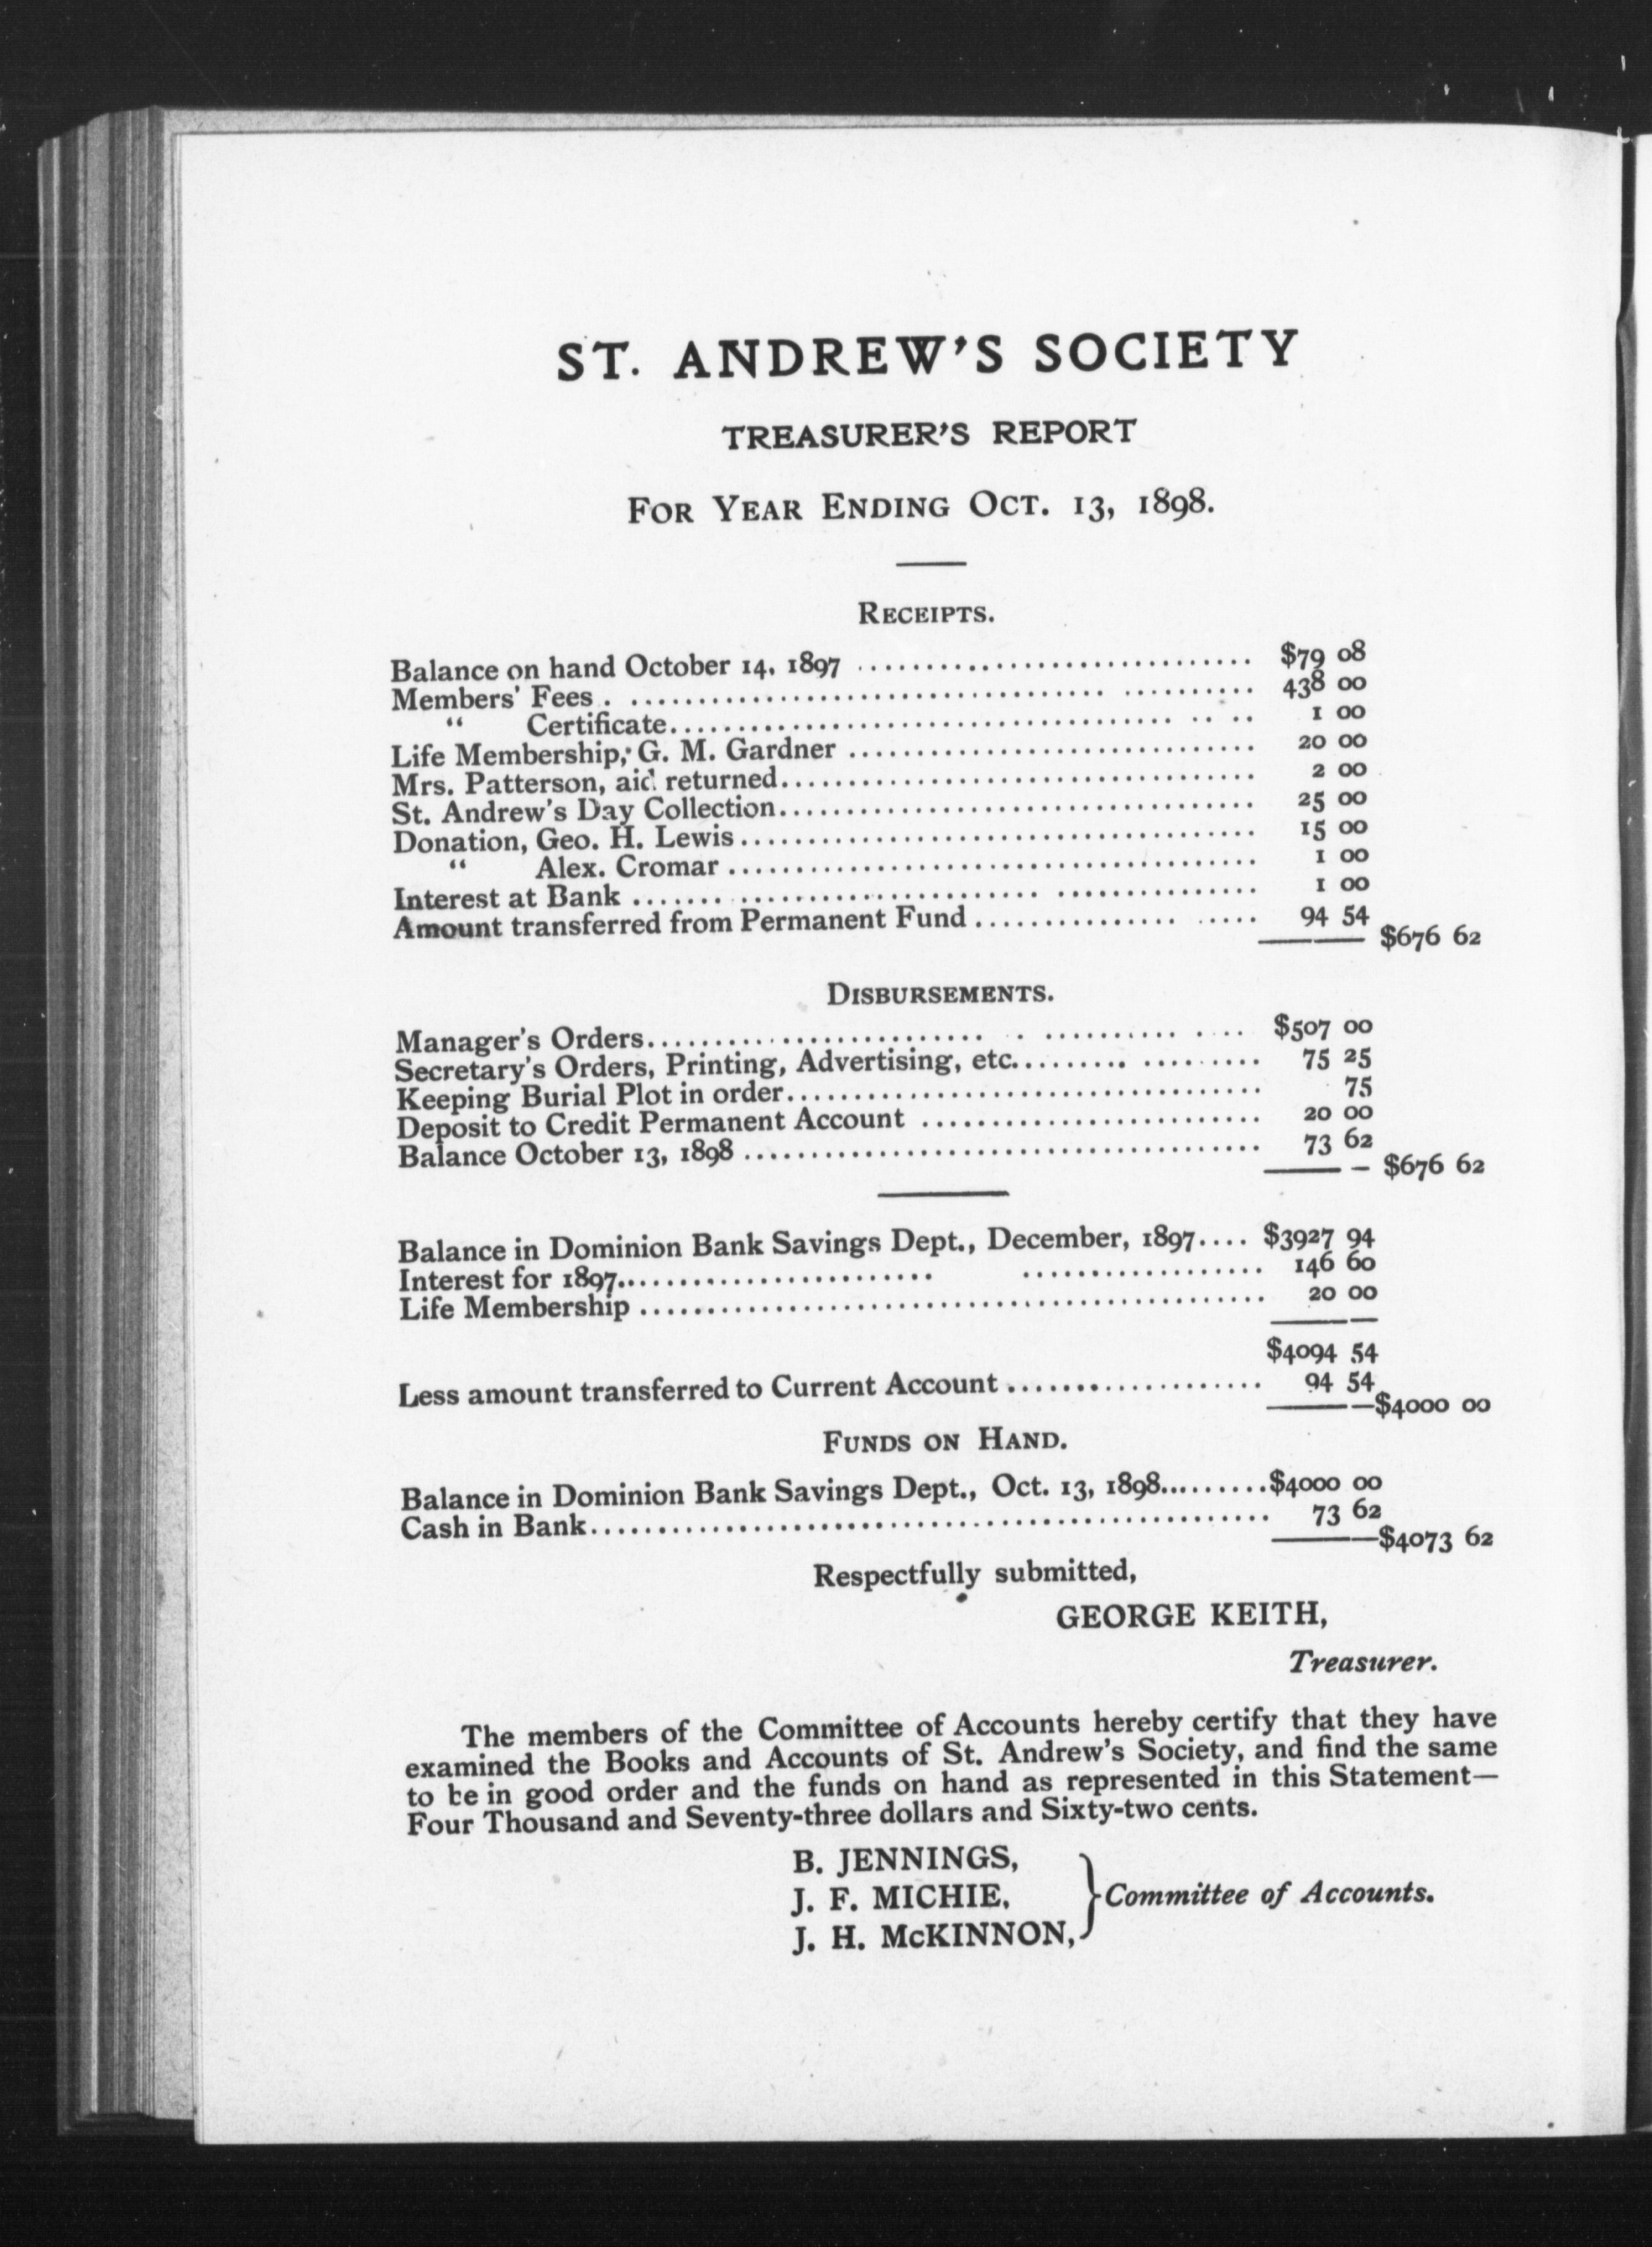 ST. ANDREW'S SOCIETY
TREASURER'S REPORT
FOR YEAR ENDING OCT. 13, 1898.
RECEIPTS.
Balance on hand October 14, 1897 .............................. $79 08
Members' Fees . .............................................. 438 00
" Certificate............................................ 1 00
Life Membership, G. M. Gardner .............................. 20 00
Mrs. Patterson, aid returned................................... 2 00
St. Andrew's Day Collection................................... 25 00
Donation, Geo. H. Lewis...................................... 15 00
" Alex. Cromar ....................................... 1 00
Interest at Bank .............................................. 1 00
Amount transferred from Permanent Fund .................... 94 54
$676 62
DISBURSEMENTS.
Manager's Orders............................................ $507 00
Secretary's Orders, Printing, Advertising, etc.................. 75 25
Keeping Burial Plot in order................................... 75
Deposit to Credit Permanent Account ......................... 20 00
Balance October 13, 1898 ...................................... 73 62
$676 62
Balance in Dominion Bank Savings Dept., December, 1897.... $3927 94
Interest for 1897.......................................... 146 60
Life Membership .............................................. 20 00
$4094 54
Less amount transferred to Current Account ................... 94 54
$4000 00
FUNDS ON HAND.
Balance in Dominion Bank Savings Dept., Oct. 13, 1898.........$4000 00
Cash in Bank.................................................. 73 62
$4073 62
Respectfully submitted,
GEORGE KEITH,
Treasurer.
The members of the Committee of Accounts hereby certify that they have
examined the Books and Accounts of St. Andrew's Society, and find the same
to be in good order and the funds on hand as represented in this Statement—
Four Thousand and Seventy-three dollars and Sixty-two cents.
B. JENNINGS,
J. F. MICHIE,
J. H. McKINNON,
Committee of Accounts.